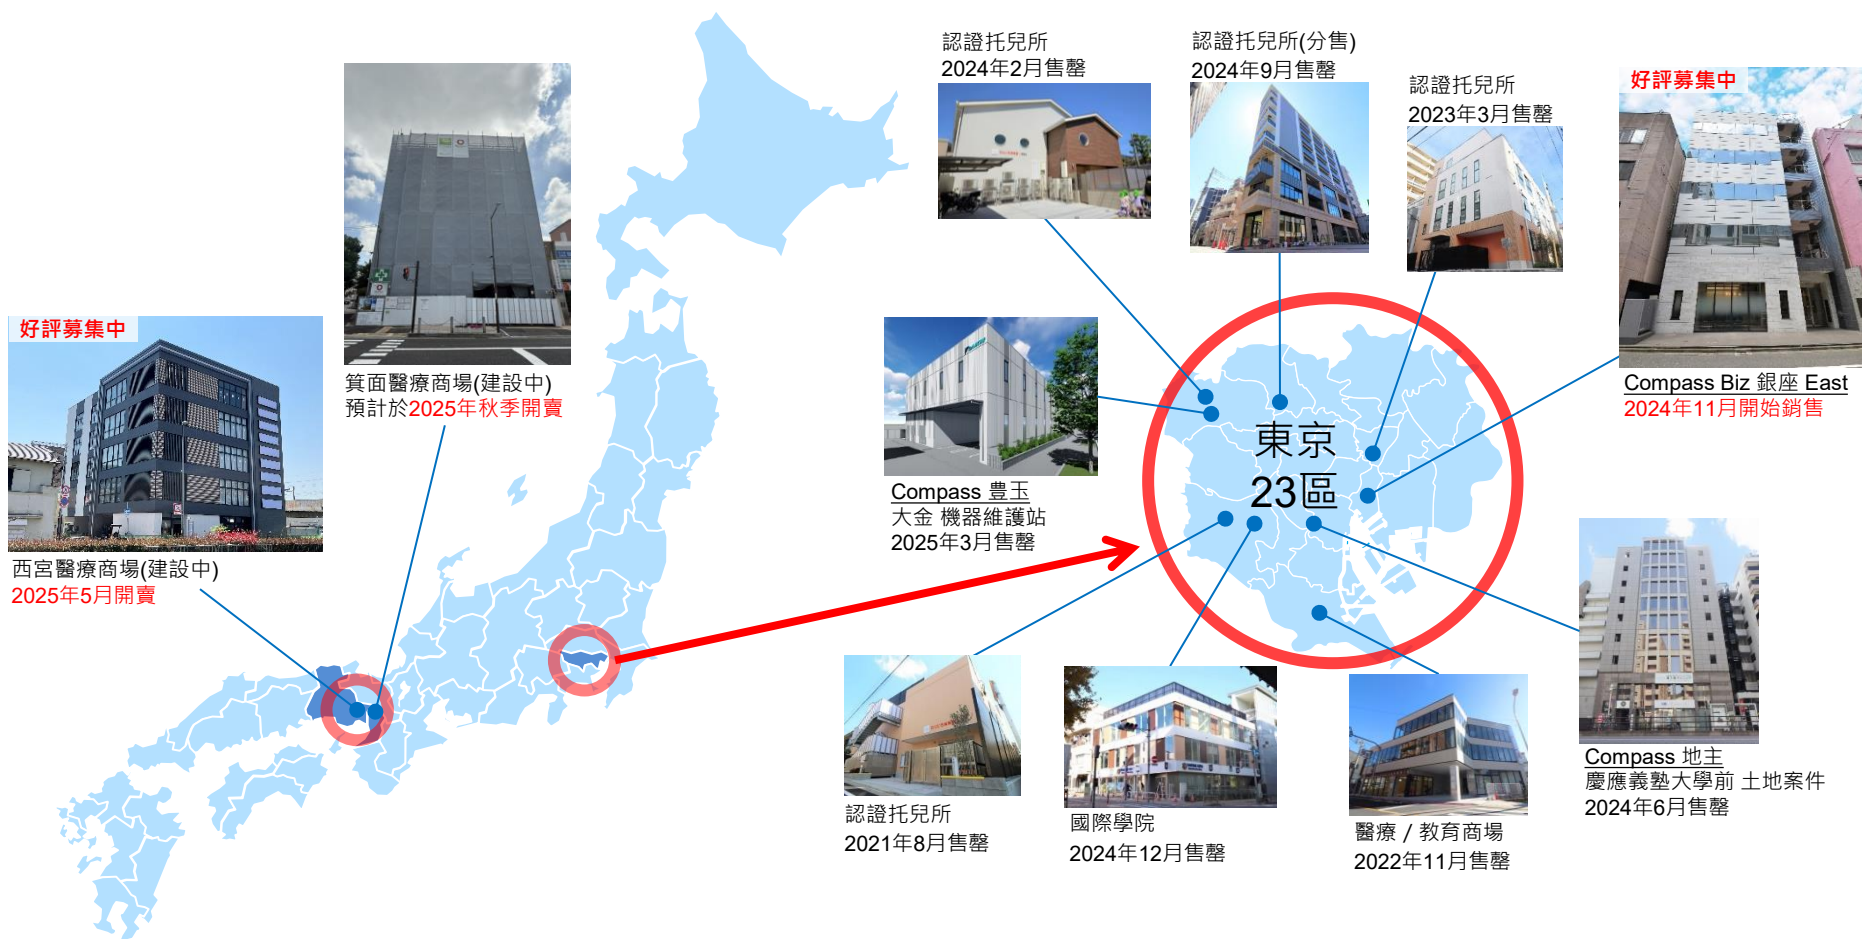 認證托兒所
2024年2月售罄
認證托兒所(分售)
2024年9月售罄
認證托兒所
2023年3月售罄
好評募集中
Compass Biz 銀座 East
2024年11月開始銷售
好評募集中
西宮醫療商場(建設中)
2025年5月開賣
箕面醫療商場(建設中)
預計於2025年秋季開賣
Compass 豊玉
大金 機器維護站
2025年3月售罄
東京
23區
認證托兒所
2021年8月售罄
國際學院
2024年12月售罄
醫療 / 教育商場
2022年11月售罄
Compass 地主
慶應義塾大學前 土地案件
2024年6月售罄